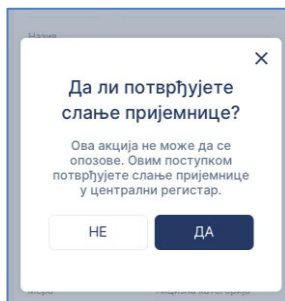 Назив
Да ли потврђујете
слање пријемнице?
Ова акција не може да се
опозове. Овим поступком
потврђујете слање пријемнице
у централни регистар.
НЕ
ДА